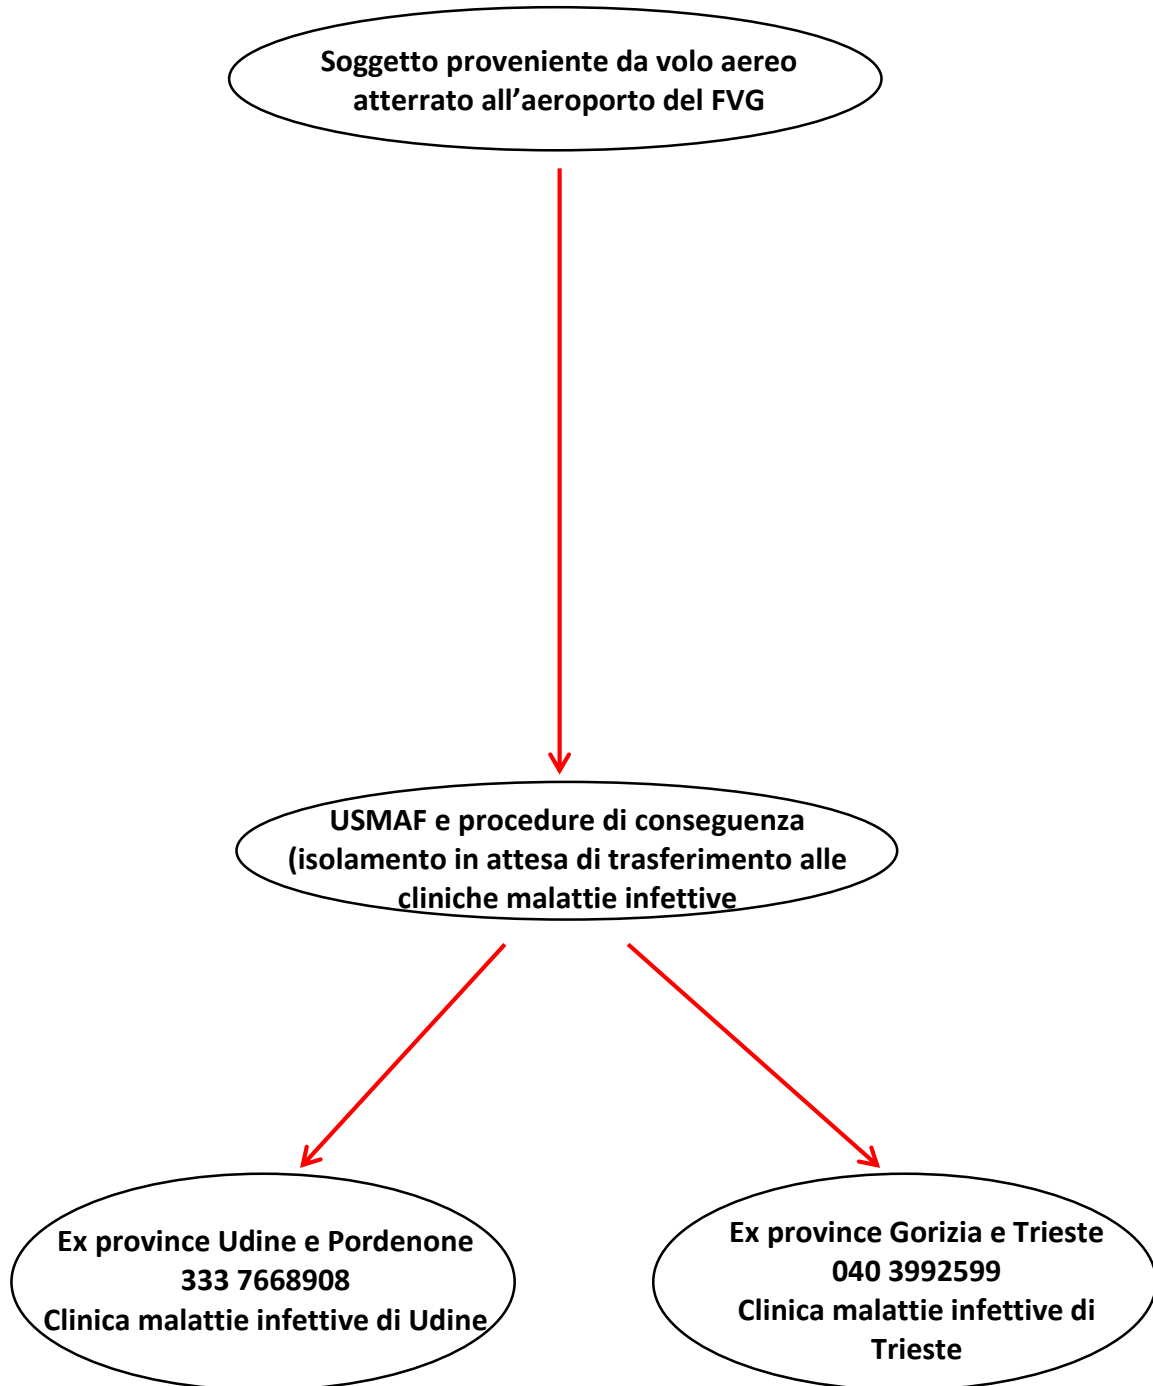 Soggetto proveniente da volo aereo
atterrato all’aeroporto del FVG
USMAF e procedure di conseguenza
(isolamento in attesa di trasferimento alle
cliniche malattie infettive
Ex province Udine e Pordenone
333 7668908
Clinica malattie infettive di Udine
Ex province Gorizia e Trieste
040 3992599
Clinica malattie infettive di
Trieste